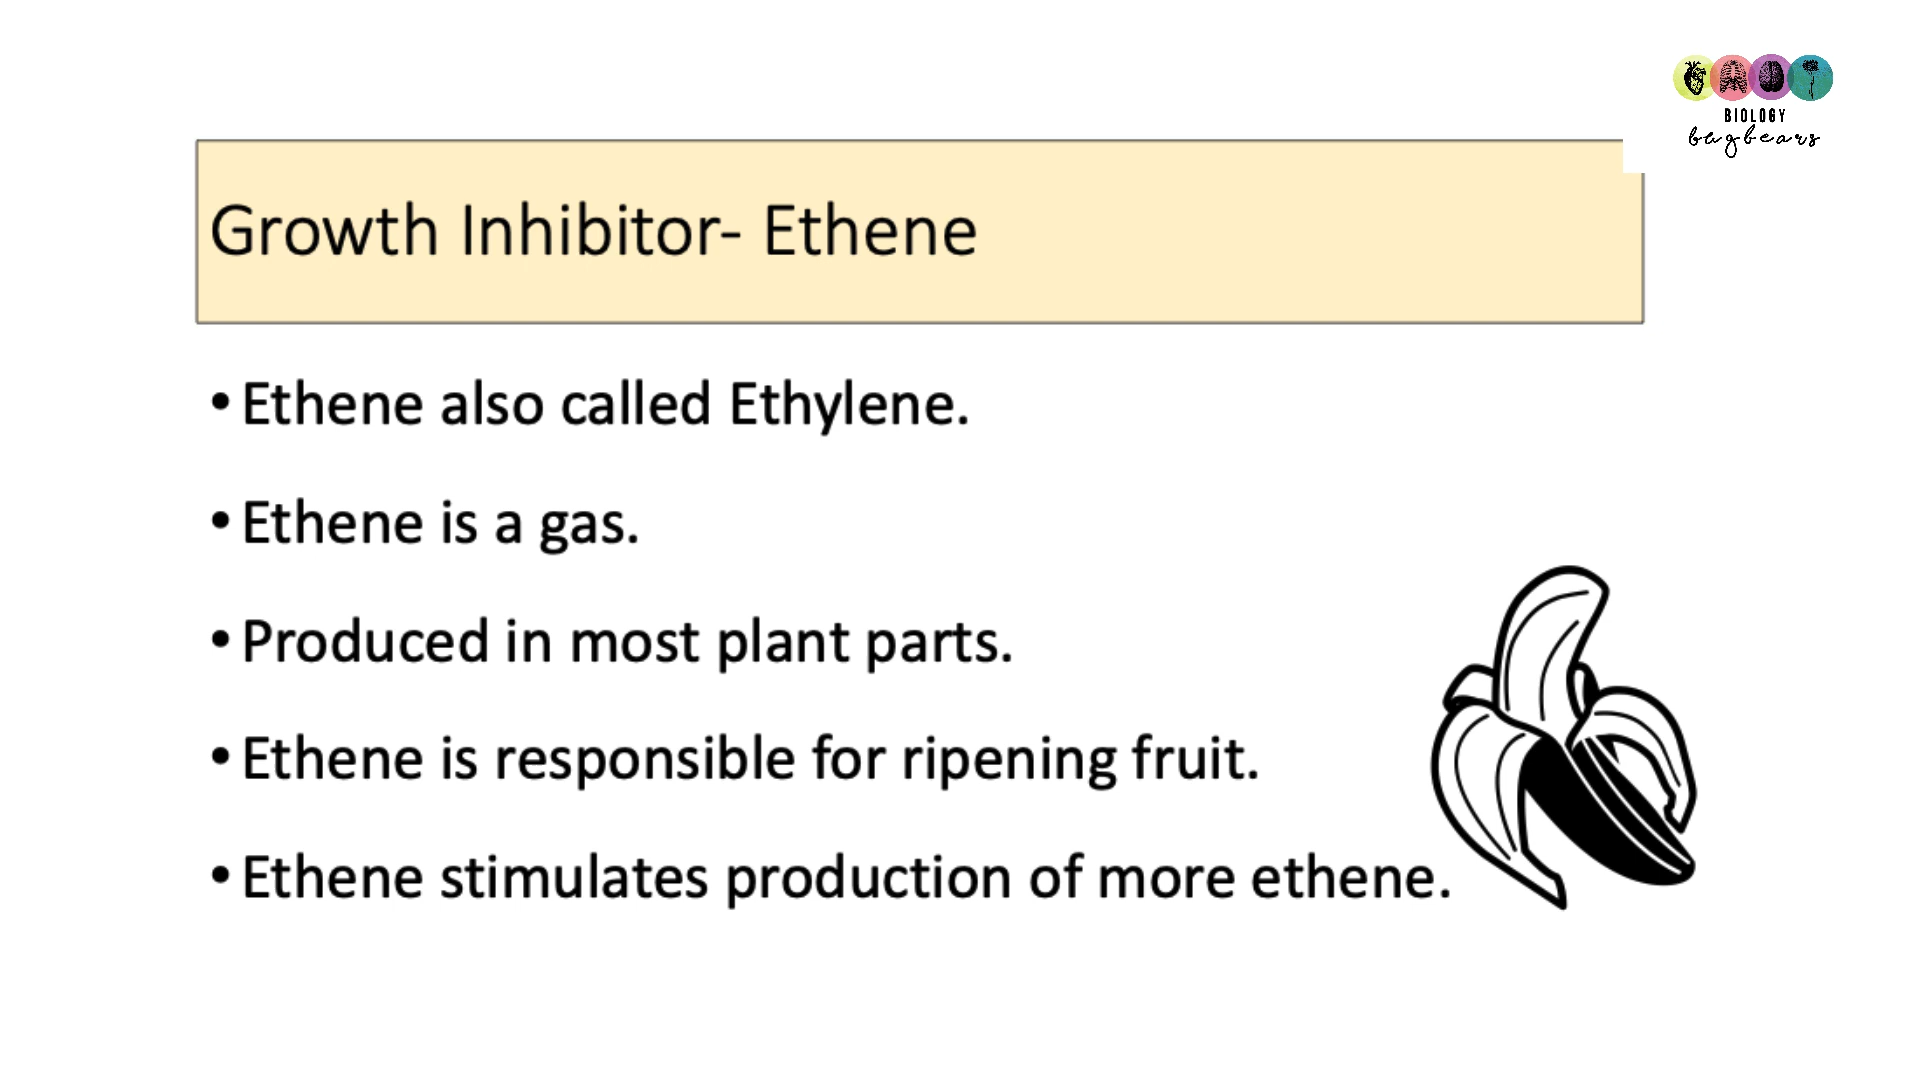 BIOLOGY
bugbears
Growth Inhibitor- Ethene
• Ethene also called Ethylene.
• Ethene is a gas.
• Produced in most plant parts.
• Ethene is responsible for ripening fruit.
• Ethene stimulates production of more ethene.